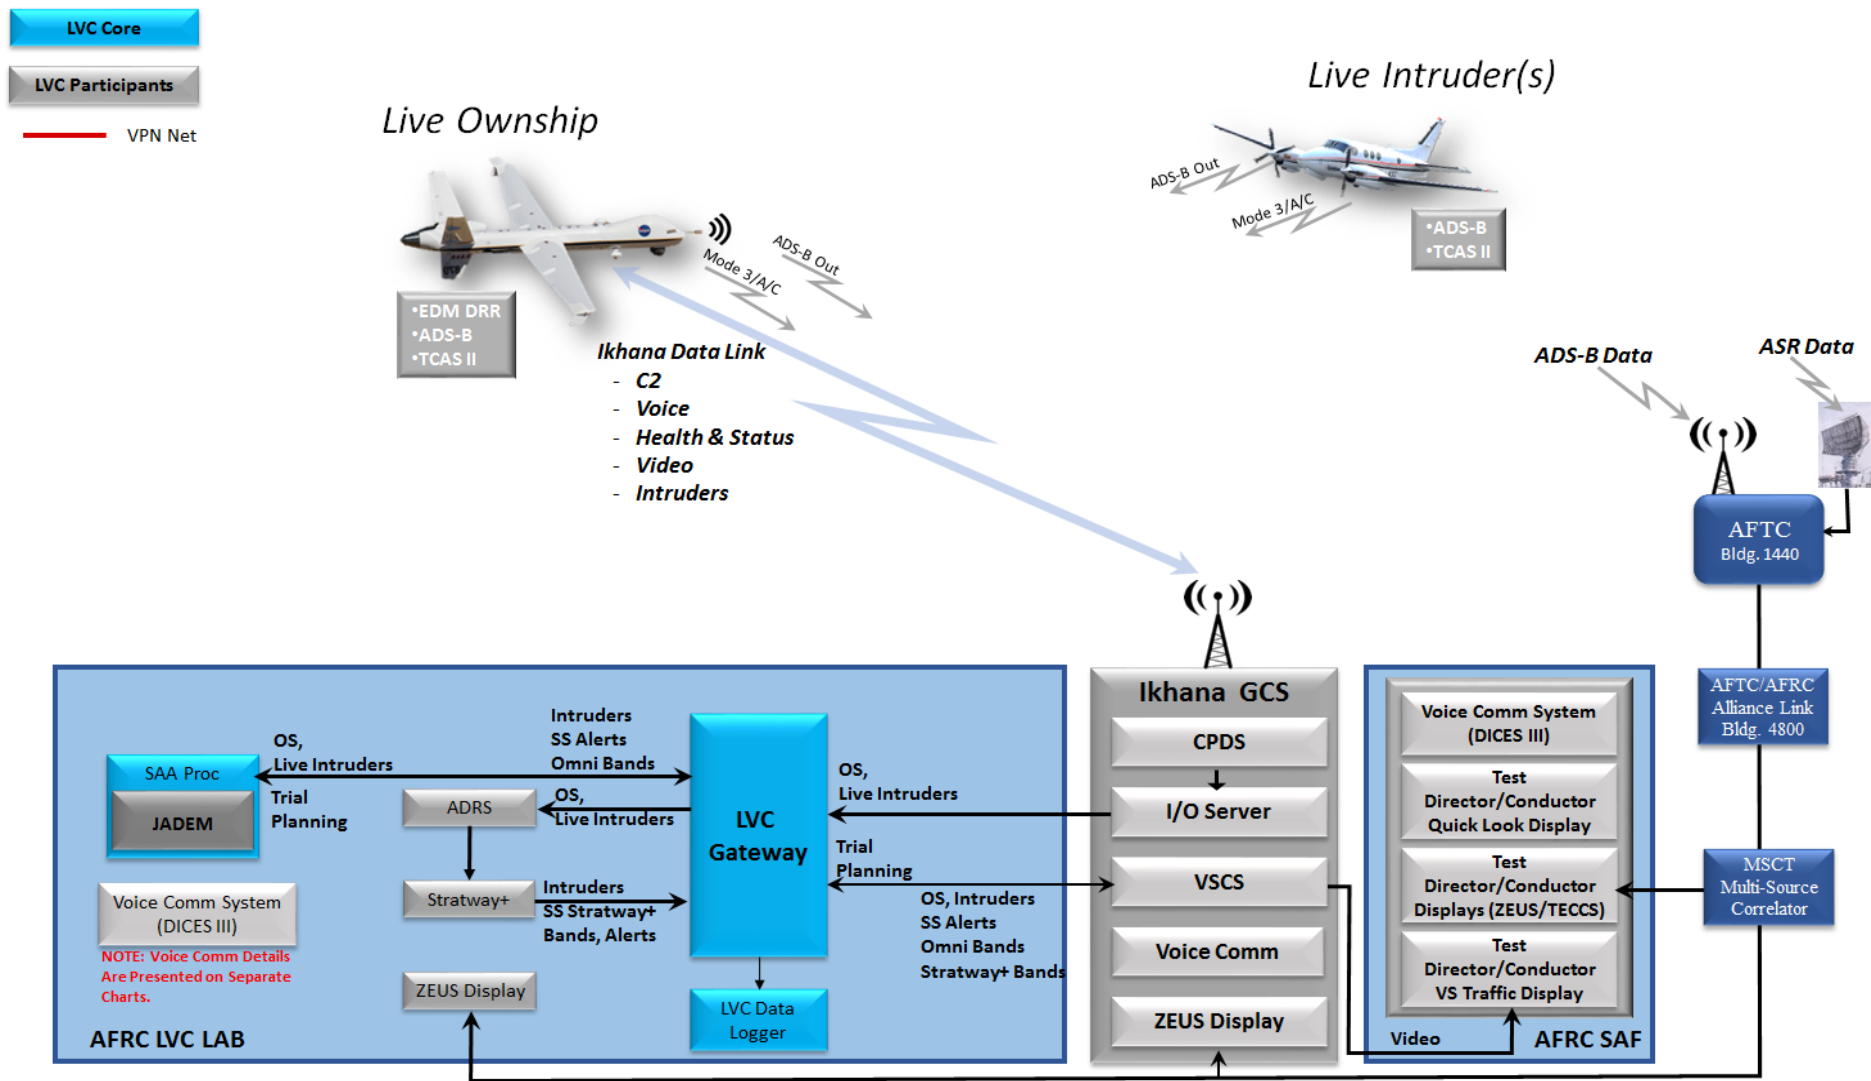 LVC Core
LVC Participants
VPN Net
Live Ownship
Live Intruder(s)
ADS-B Out
Mode 3/A/C
•ADS-B
•TCAS II
Mode 3/A/C
ADS-B Out
•EDM DRR
•ADS-B
•TCAS II
Ikhana Data Link
- C2
- Voice
- Health & Status
- Video
- Intruders
ADS-B Data
ASR Data
AFTC
Bldg. 1440
AFTC/AFRC
Alliance Link
Bldg. 4800
MSCT
Multi-Source
Correlator
SAA Proc
JADEM
OS,
Live Intruders
Trial
Planning
Intruders
SS Alerts
Omni Bands
ADRS
OS,
Live Intruders
Stratway+
Intruders
SS Stratway+
Bands, Alerts
Voice Comm System
(DICES III)
NOTE: Voice Comm Details
Are Presented on Separate
Charts.
ZEUS Display
LVC
Gateway
LVC Data
Logger
AFRC LVC LAB
OS,
Live Intruders
Trial
Planning
OS, Intruders
SS Alerts
Omni Bands
Stratway+ Bands
Ikhana GCS
CPDS
I/O Server
VSCS
Voice Comm
ZEUS Display
Voice Comm System
(DICES III)
Test
Director/Conductor
Quick Look Display
Test
Director/Conductor
Displays (ZEUS/TECCS)
Test
Director/Conductor
VS Traffic Display
Video
AFRC SAF